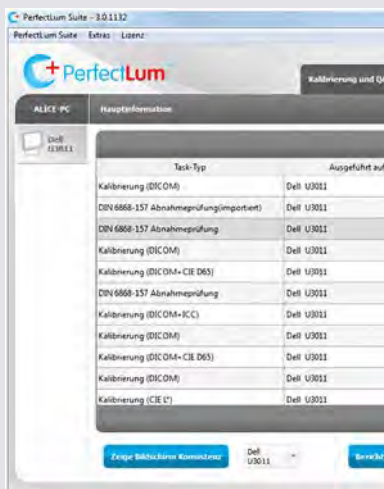 PerfectLum Suite - 3.0.1132
PerfectLum Suite Extras Lizenz
PerfectLum
Kalibrierung und QA
ALICE-PC Hauptinformation
Dell
U3011
Task-Typ Ausgeführt auf
Kalibrierung (DICOM) Dell U3011
DIN 6868-157 Abnahmeprüfung(importiert) Dell U3011
DIN 6868-157 Abnahmeprüfung Dell U3011
Kalibrierung (DICOM) Dell U3011
Kalibrierung (DICOM+CIE D65) Dell U3011
DIN 6868-157 Abnahmeprüfung Dell U3011
Kalibrierung (DICOM+ICC) Dell U3011
Kalibrierung (DICOM) Dell U3011
Kalibrierung (DICOM+CIE D65) Dell U3011
Kalibrierung (DICOM) Dell U3011
Kalibrierung (CIE L*) Dell U3011
Zeige Bildschirm Konsistenz Dell
U3011 Bericht